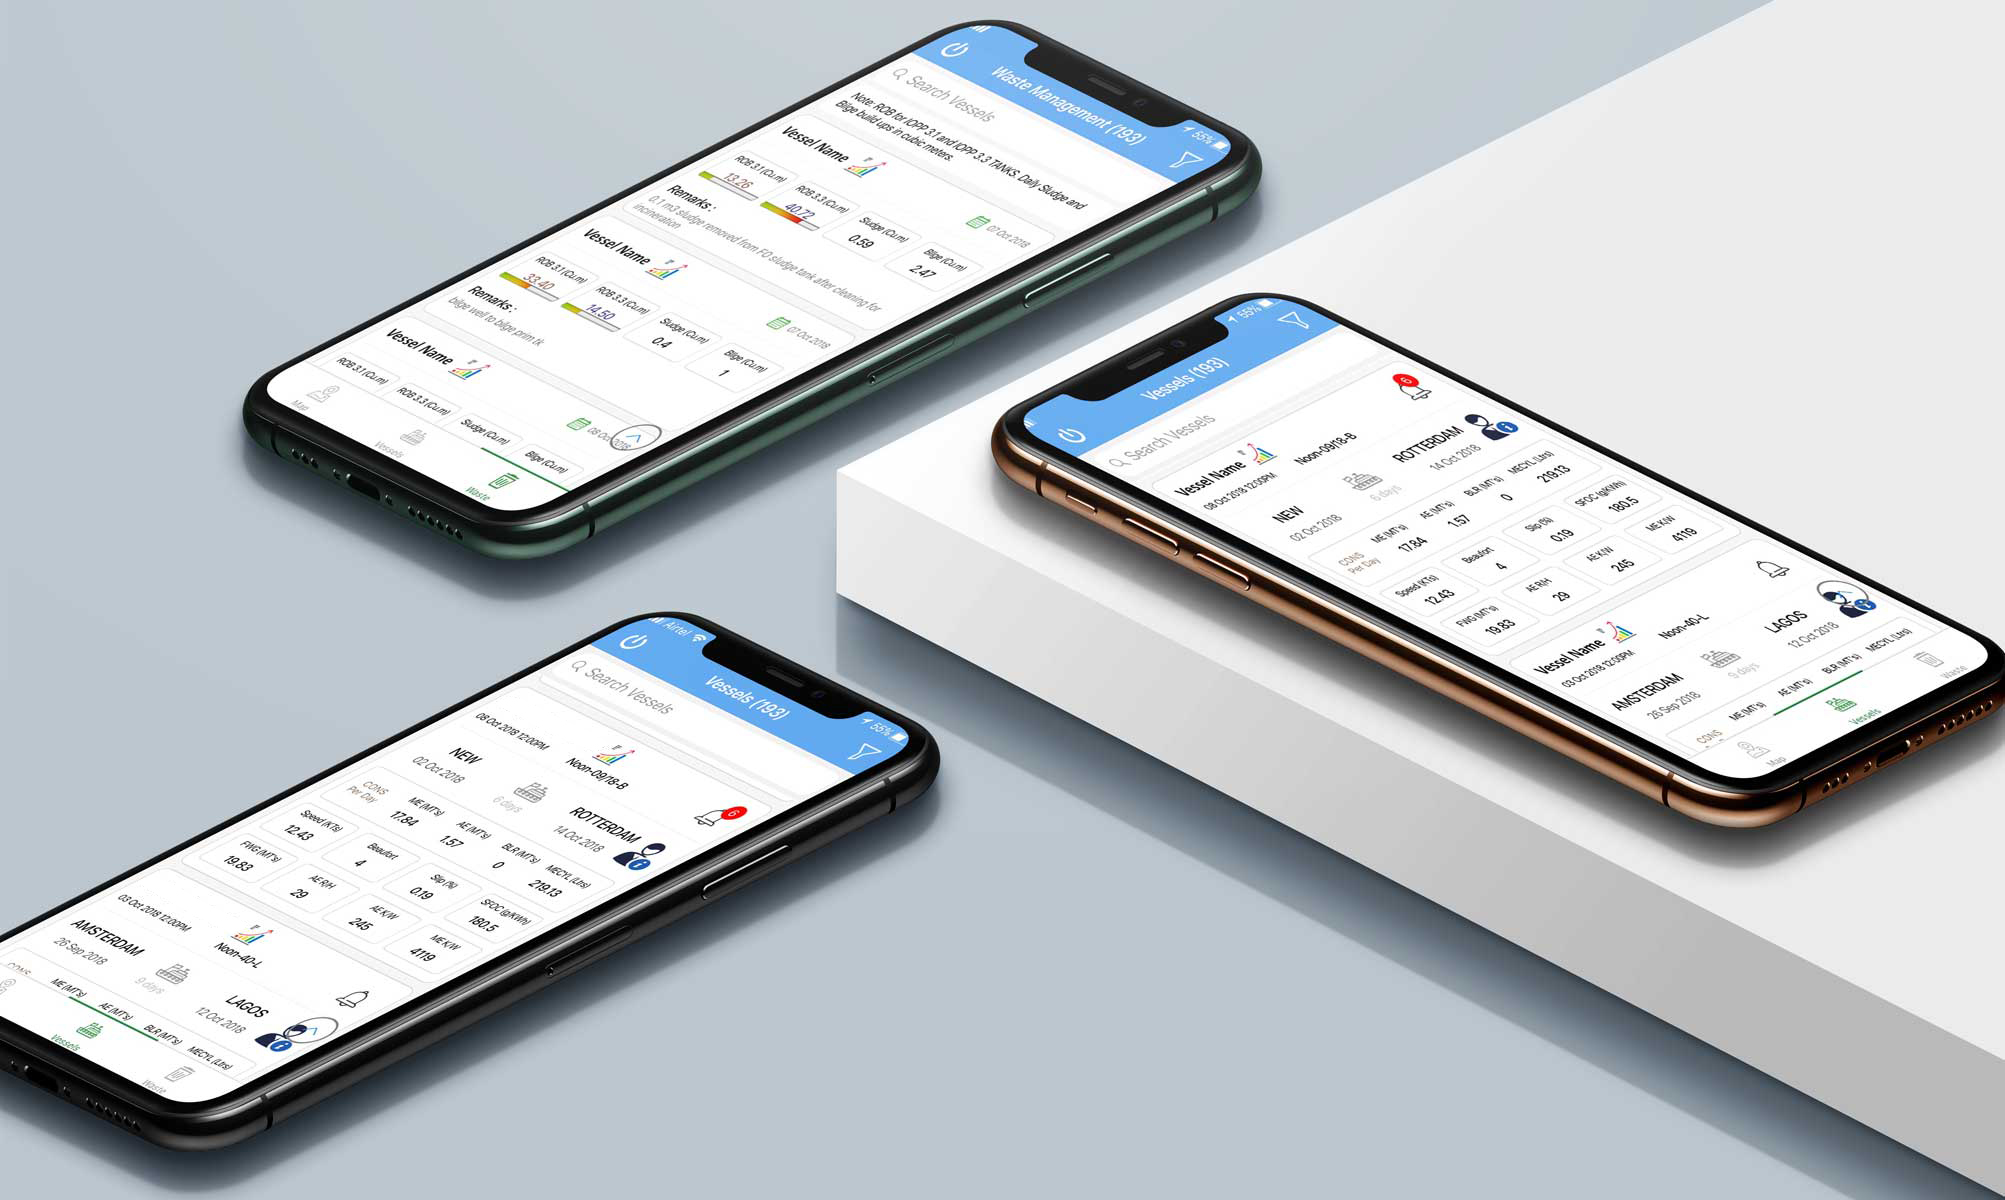 Waste Management (193)
55%
Search Vessels
Note: ROB for IOPP 3.1 and IOPP 3.3 TANKS. Daily Sludge and
Bilge build ups in cubic meters.
Vessel Name
07 Oct 2018
ROB 3.1 (Cu.m)
ROB 3.3 (Cu.m)
Sludge (Cu.m)
Bilge (Cu.m)
13.26
40.72
0.59
2.47
Remarks :
0.1 m3 sludge removed from FO sludge tank after cleaning for
incineration
Vessel Name
07 Oct 2018
ROB 3.1 (Cu.m)
ROB 3.3 (Cu.m)
Sludge (Cu.m)
Bilge (Cu.m)
33.40
14.50
0.4
1
Remarks :
bilge well to bilge prim tk
Vessel Name
08 Oct 2018
ROB 3.1 (Cu.m)
ROB 3.3 (Cu.m)
Sludge (Cu.m)
Bilge (Cu.m)
Map
Vessels
Waste
55%
Vessels (193)
Search Vessels
6
Vessel Name
08 Oct 2018 12:00PM
Noon-09/18-B
NEW
ROTTERDAM
02 Oct 2018
6 days
14 Oct 2018
CONS
Per Day
ME (MT's)
AE (MT's)
BLR (MT's)
MECYL (Ltrs)
17.84
1.57
0
219.13
Speed (KTs)
Beaufort
Slip (%)
SFOC (g/KWh)
12.43
4
0.19
180.5
FWG (MT's)
AE R/H
AE K/W
ME K/W
19.83
29
245
4119
Vessel Name
03 Oct 2018 12:00PM
Noon-40-L
AMSTERDAM
LAGOS
26 Sep 2018
9 days
12 Oct 2018
CONS
ME (MT's)
AE (MT's)
BLR (MT's)
MECYL (Ltrs)
Map
Vessels
Waste
Airtel
55%
Vessels (193)
Search Vessels
08 Oct 2018 12:00PM
Noon-09/18-B
6
NEW
ROTTERDAM
02 Oct 2018
6 days
14 Oct 2018
CONS
Per Day
ME (MT's)
AE (MT's)
BLR (MT's)
MECYL (Ltrs)
17.84
1.57
0
219.13
Speed (KTs)
Beaufort
Slip (%)
SFOC (g/KWh)
12.43
4
0.19
180.5
FWG (MT's)
AE R/H
AE K/W
ME K/W
19.83
29
245
4119
03 Oct 2018 12:00PM
Noon-40-L
AMSTERDAM
LAGOS
26 Sep 2018
9 days
12 Oct 2018
CONS
ME (MT's)
AE (MT's)
BLR (MT's)
MECYL (Ltrs)
Vessels
Waste